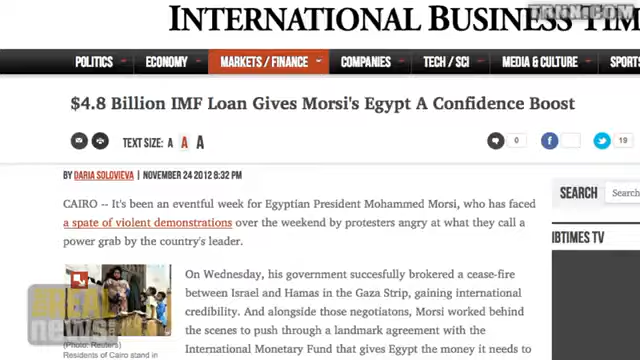 TRNN.COM
INTERNATIONAL BUSINESS TIM
POLITICS ECONOMY MARKETS / FINANCE COMPANIES TECH / SCI MEDIA & CULTURE SPORTS
$4.8 Billion IMF Loan Gives Morsi's Egypt A Confidence Boost
TEXT SIZE: A A A 0 f 0 19
BY DARIA SOLOVIEVA | NOVEMBER 24 2012 8:32 PM
CAIRO -- It's been an eventful week for Egyptian President Mohammed Morsi, who has faced
a spate of violent demonstrations over the weekend by protesters angry at what they call a
power grab by the country's leader.
SEARCH Search
IBTIMES TV
On Wednesday, his government succesfully brokered a cease-fire
between Israel and Hamas in the Gaza Strip, gaining international
credibility. And alongside those negotiatons, Morsi worked behind
the scenes to push through a landmark agreement with the
International Monetary Fund that gives Egypt the money it needs to
the REAL
news
(Photo: Reuters)
Residents of Cairo stand in